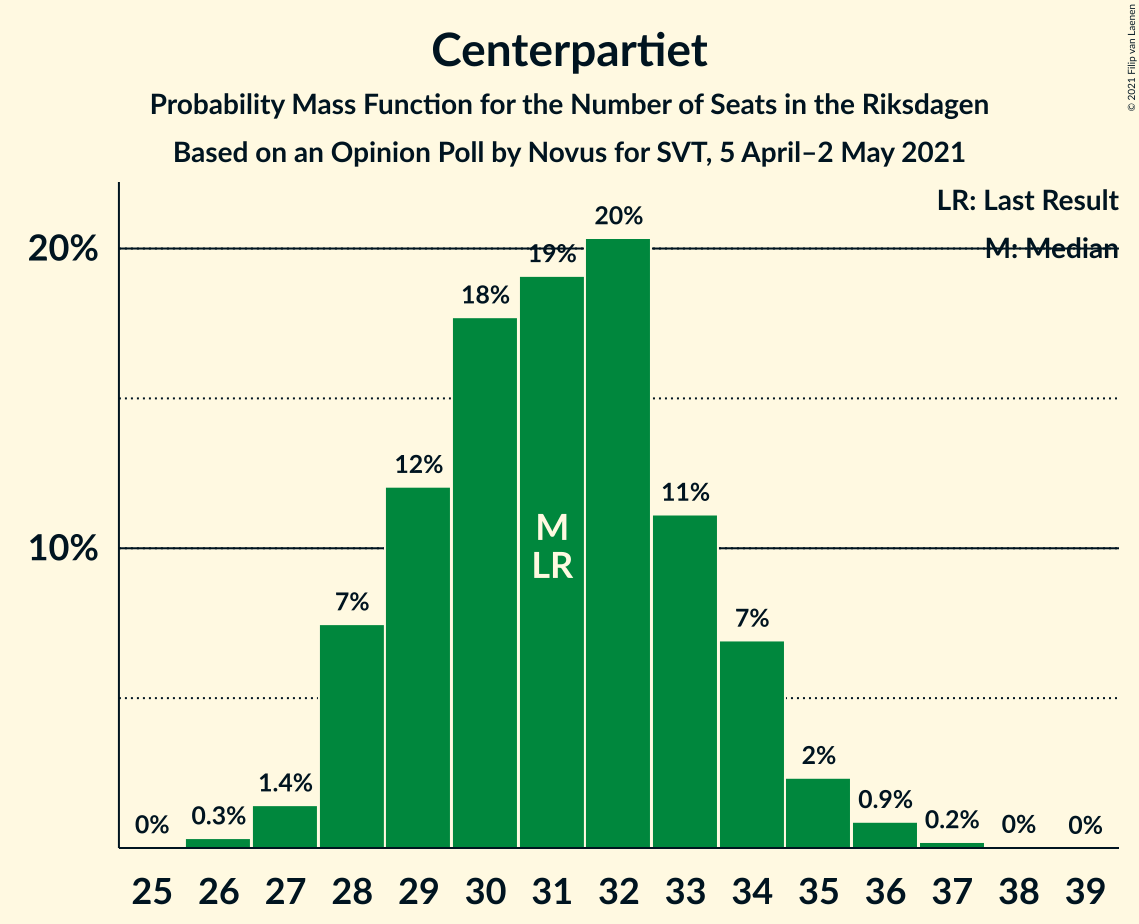 Centerpartiet
Probability Mass Function for the Number of Seats in the Riksdagen
Based on an Opinion Poll by Novus for SVT, 5 April–2 May 2021
© 2021 Filip van Laenen
LR: Last Result
M: Median
20%
10%
0%
0.3%
1.4%
7%
12%
18%
19%
20%
11%
7%
2%
0.9%
0.2%
0%
0%
M
LR
25 26 27 28 29 30 31 32 33 34 35 36 37 38 39